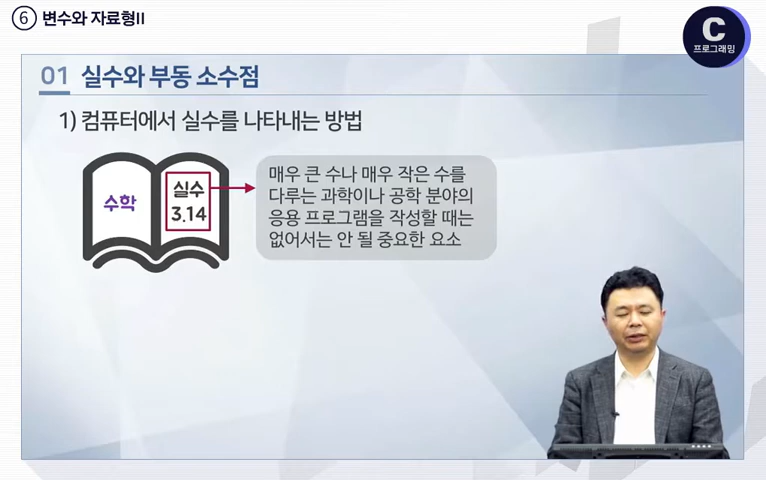 ⑥ 변수와 자료형II
C
프로그래밍
01 실수와 부동 소수점
1) 컴퓨터에서 실수를 나타내는 방법
수학
실수
3.14
매우 큰 수나 매우 작은 수를
다루는 과학이나 공학 분야의
응용 프로그램을 작성할 때는
없어서는 안 될 중요한 요소